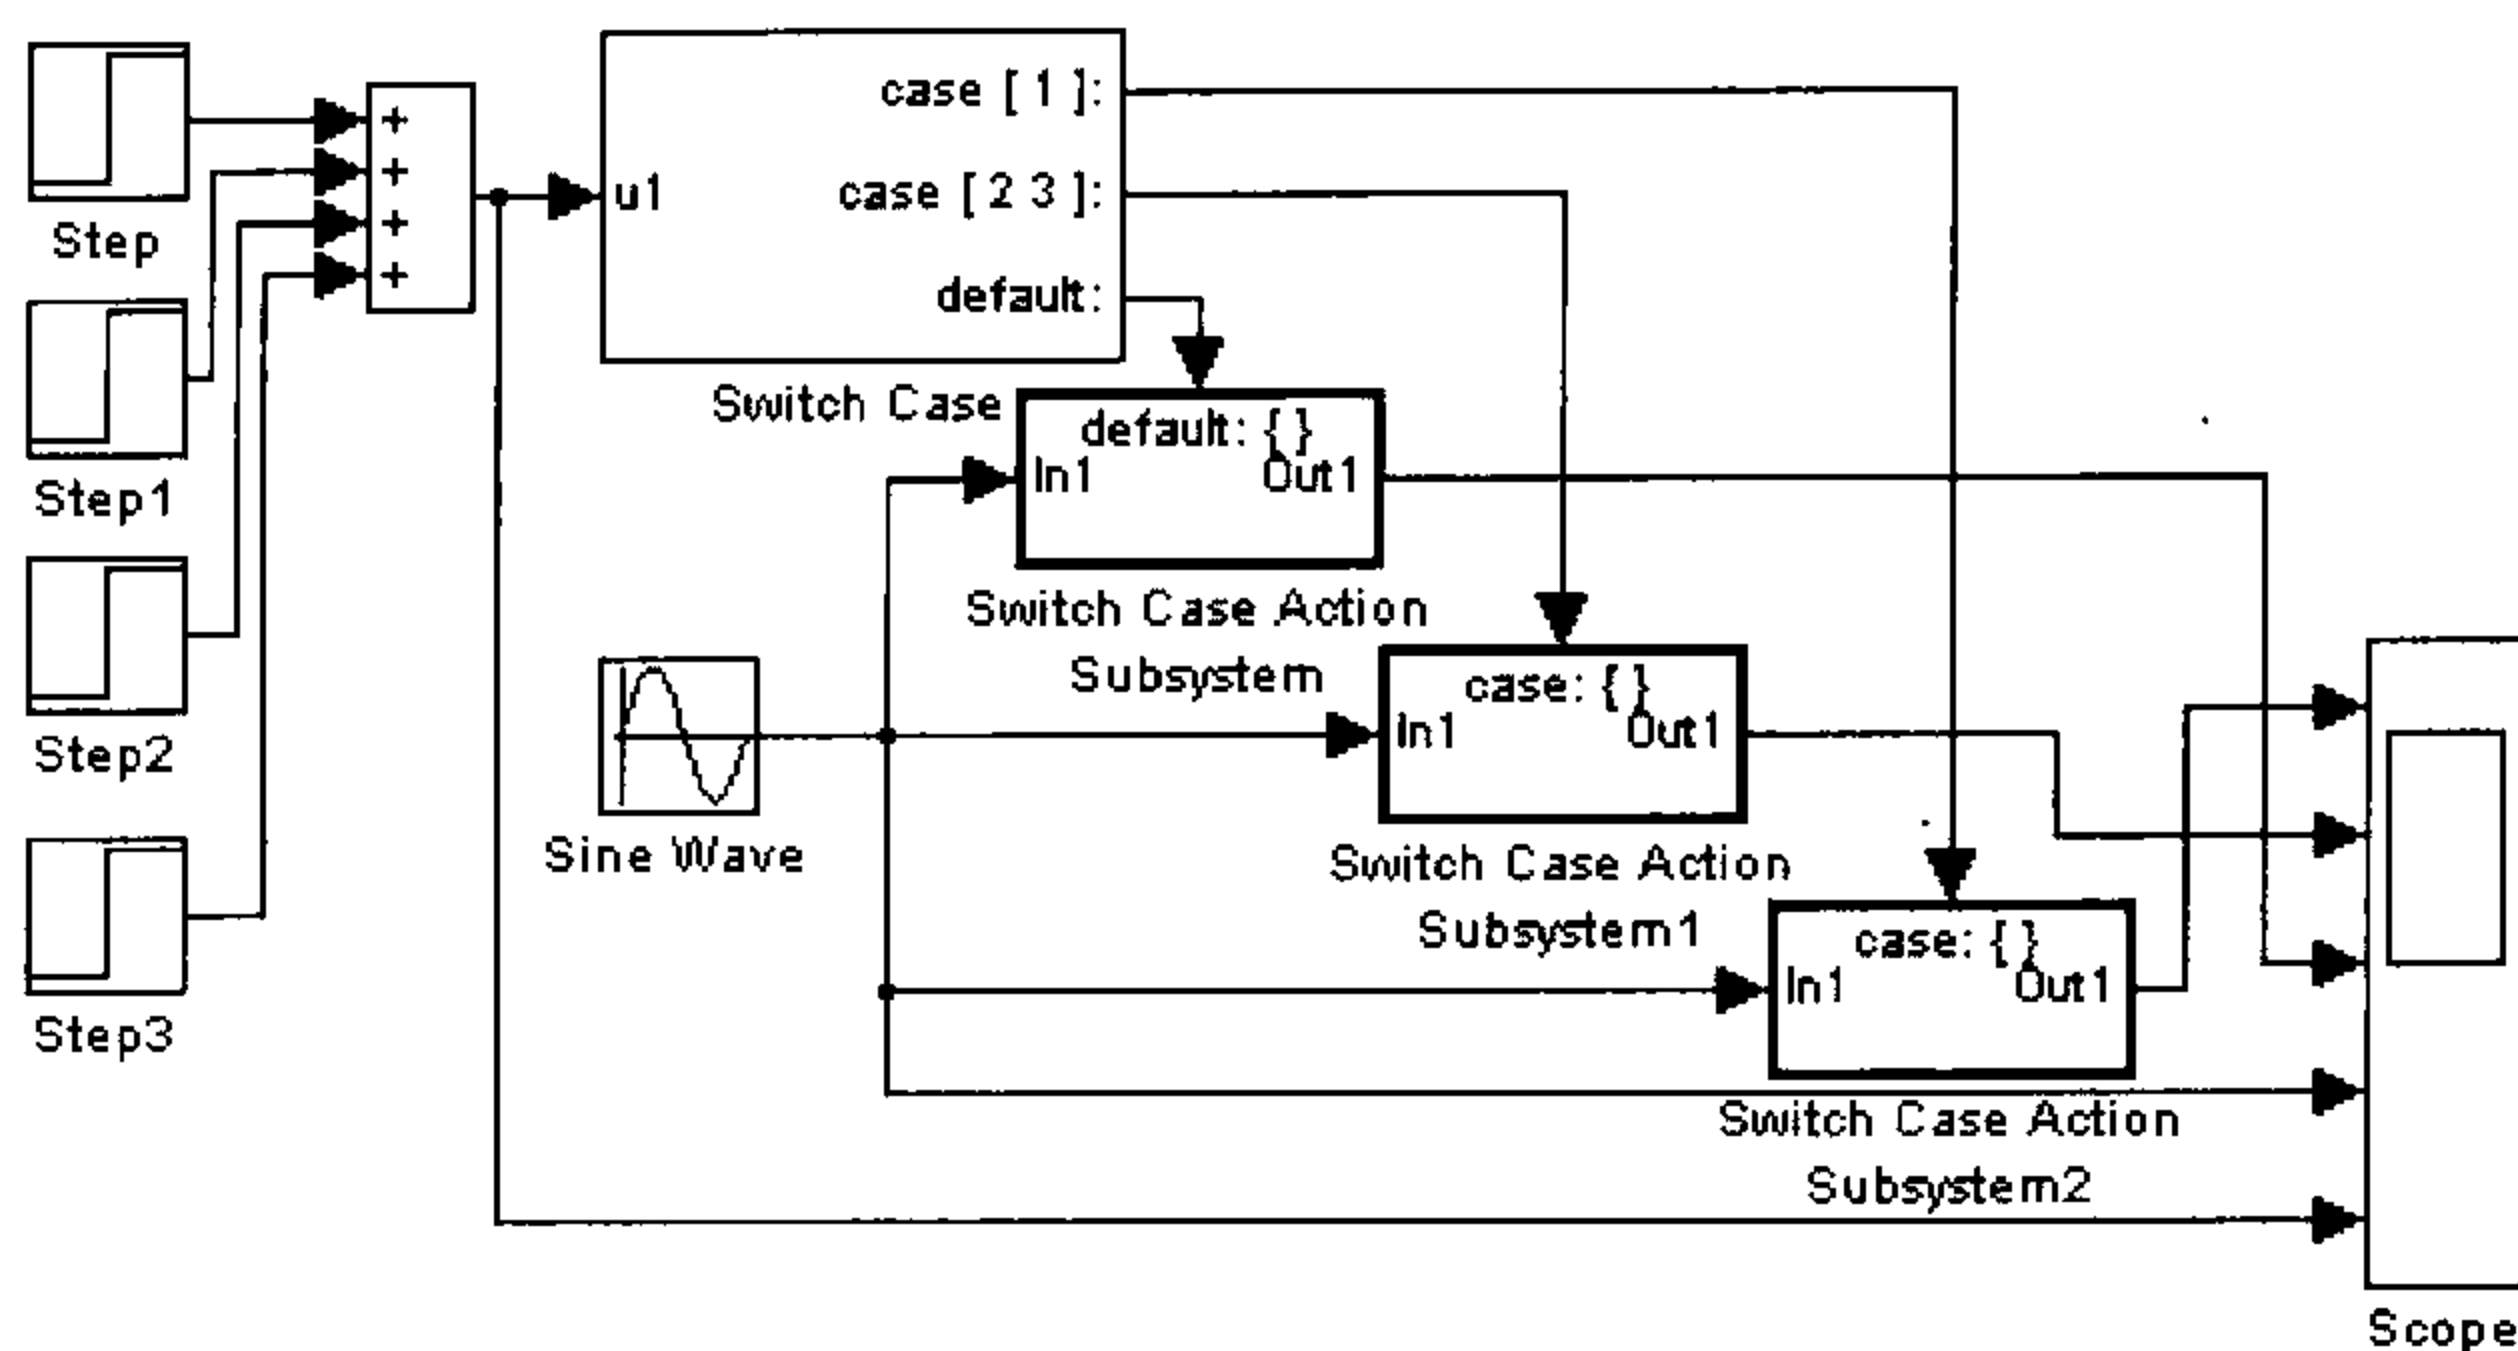 Step
+
+
+
+
Step1
Step2
Step3
u1
case [ 1 ]:
case [ 2 3 ]:
default:
Switch Case
default: { }
In1
Out1
Switch Case Action
Subsystem
Sine Wave
case: { }
In1
Out1
Switch Case Action
Subsystem1
case: { }
In1
Out1
Switch Case Action
Subsystem2
Scope